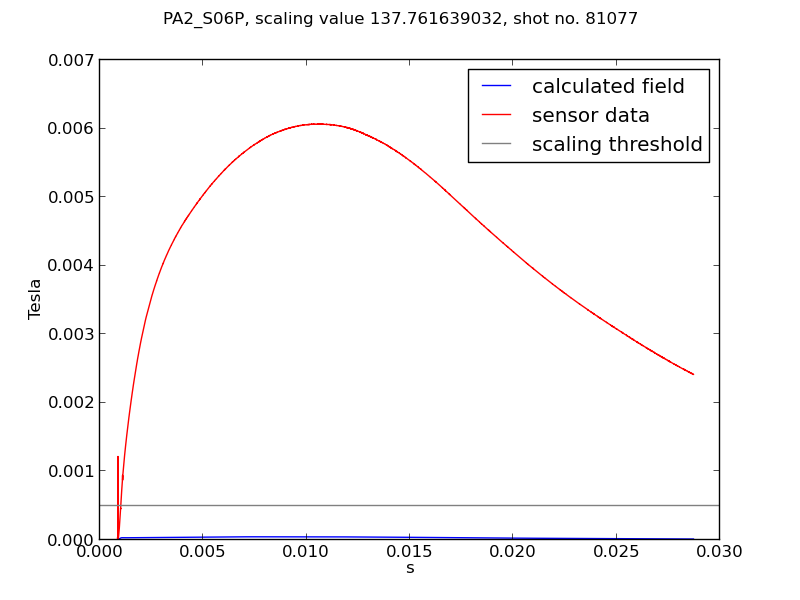 PA2_S06P, scaling value 137.761639032, shot no. 81077
0.007
calculated field
sensor data
scaling threshold
0.006
0.005
0.004
Tesla
0.003
0.002
0.001
0.000
0.000 0.005 0.010 0.015 0.020 0.025 0.030
s